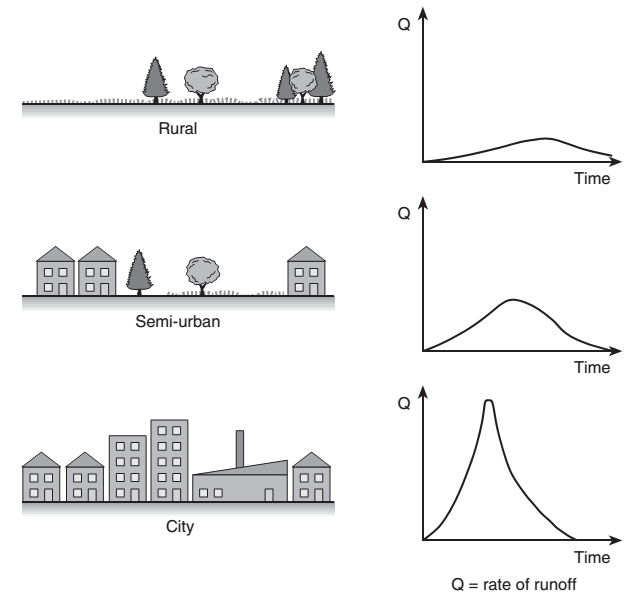 Q
Rural
Time
Q
Semi-urban
Time
Q
City
Time
Q = rate of runoff